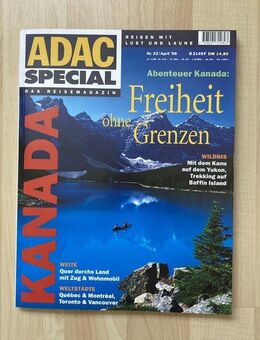 ADAC
SPECIAL
DAS REISEMAGAZIN
REISEN MIT
LUST UND LAUNE
Nr. 32/April '96
B 2149F DM 14.80
Abenteuer Kanada:
Freiheit
ohne
Grenzen
WILDNIS
Mit dem Kanu
auf dem Yukon,
Trekking auf
Baffin Island
KANADA
WEITE
Quer durchs Land
mit Zug & Wohnmobil
WELTSTÄDTE
Québec & Montréal,
Toronto & Vancouver